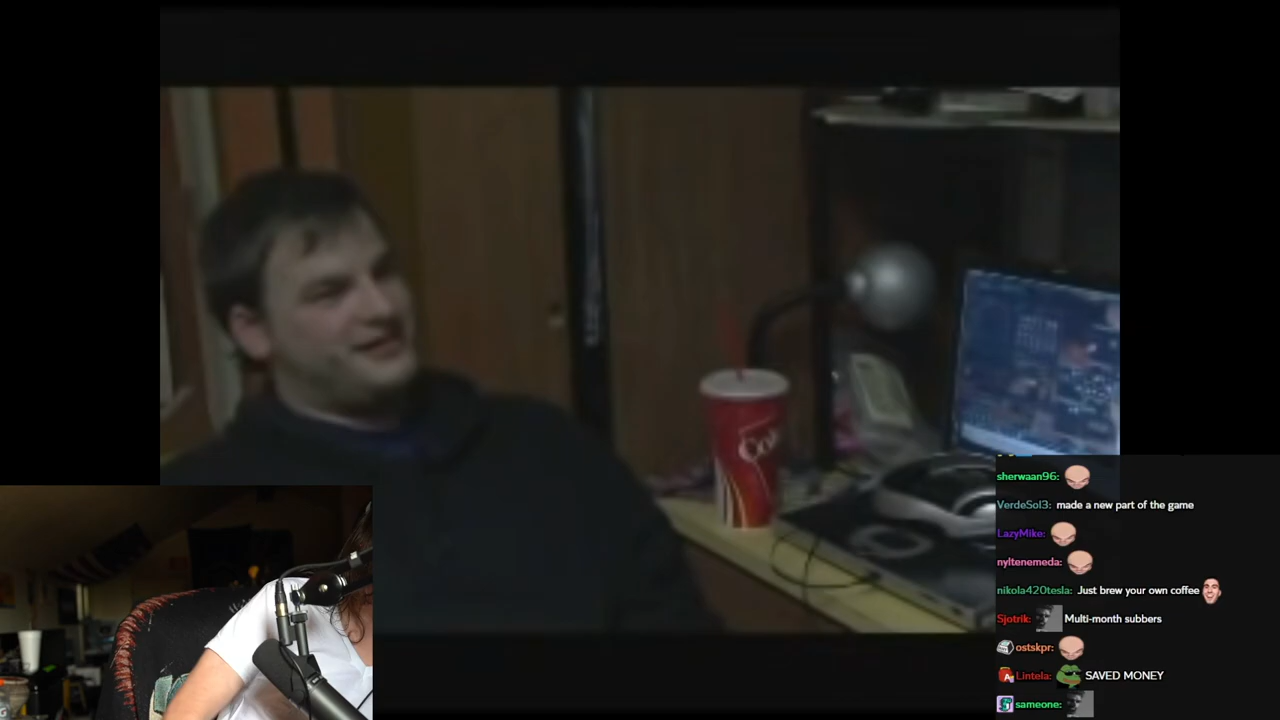 sherwaan96:
VerdeSol3: made a new part of the game
LazyMike:
nyltenemeda:
nikola420tesla: Just brew your own coffee
Sjotrik: Multi-month subbers
ostskpr:
Lintela: SAVED MONEY
sameone: